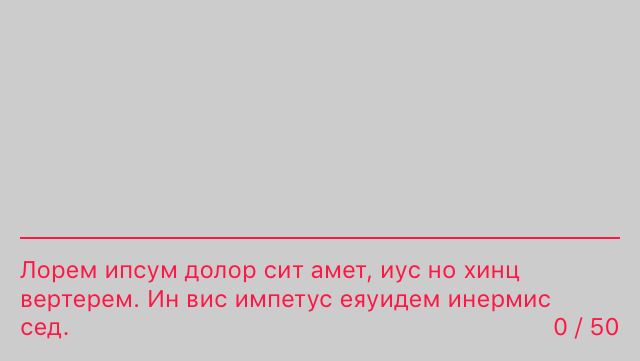 Лорем ипсум долор сит амет, иус но хинц
вертерем. Ин вис импетус еяуидем инермис
сед.
0 / 50